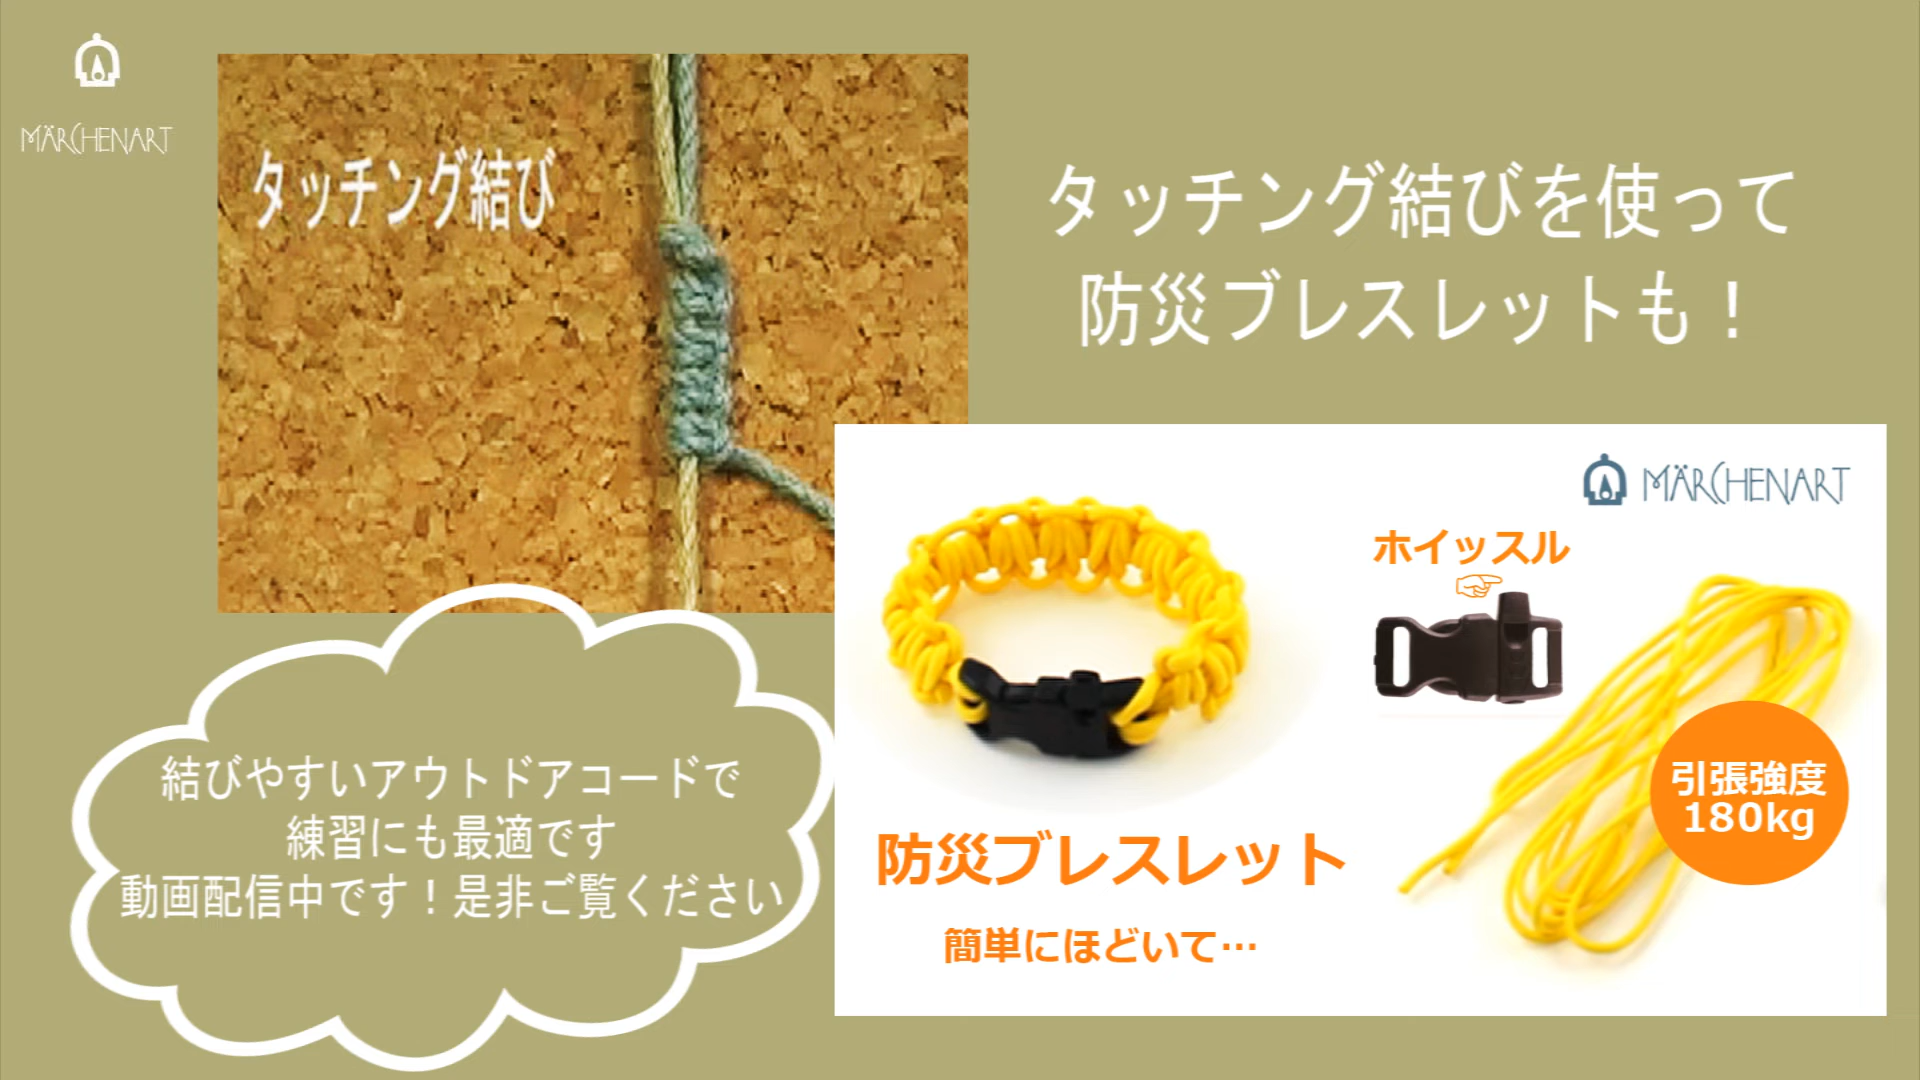 MÄRCHENART
タッチング結び
タッチング結びを使って
防災ブレスレットも！
MÄRCHENART
ホイッスル
引張強度
180kg
防災ブレスレット
簡単にほどいて…
結びやすいアウトドアコードで
練習にも最適です
動画配信中です！是非ご覧ください